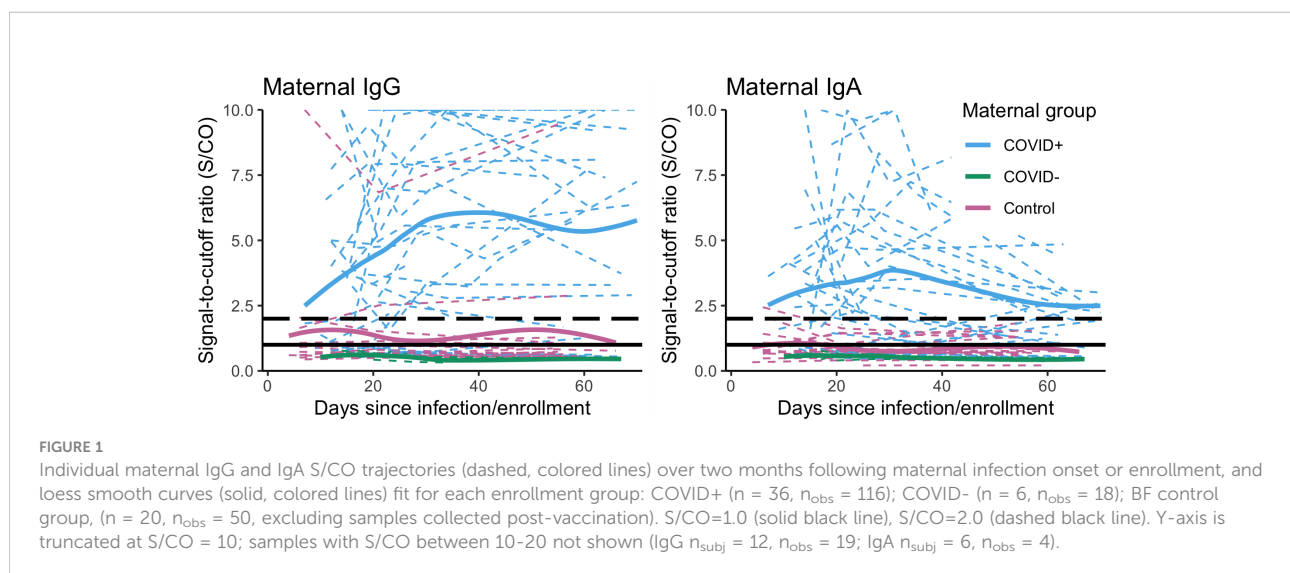 Maternal IgG
Signal-to-cutoff ratio (S/CO)
10.0
7.5
5.0
2.5
0.0
0
20
40
60
Days since infection/enrollment
Maternal IgA
Signal-to-cutoff ratio (S/CO)
10.0
7.5
5.0
2.5
0.0
0
20
40
60
Days since infection/enrollment
Maternal group
COVID+
COVID-
Control
FIGURE 1
Individual maternal IgG and IgA S/CO trajectories (dashed, colored lines) over two months following maternal infection onset or enrollment, and
loess smooth curves (solid, colored lines) fit for each enrollment group: COVID+ (n = 36, nobs = 116); COVID- (n = 6, nobs = 18); BF control
group, (n = 20, nobs = 50, excluding samples collected post-vaccination). S/CO=1.0 (solid black line), S/CO=2.0 (dashed black line). Y-axis is
truncated at S/CO = 10; samples with S/CO between 10-20 not shown (IgG nsubj = 12, nobs = 19; IgA nsubj = 6, nobs = 4).